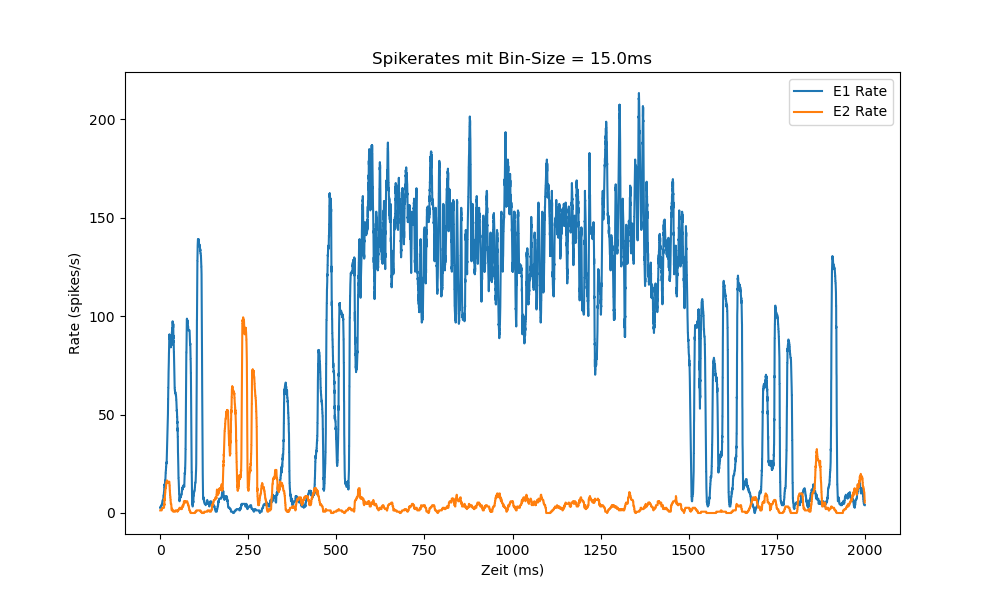 Spikerates mit Bin-Size = 15.0ms
E1 Rate
E2 Rate
200
150
100
50
0
Rate (spikes/s)
0 250 500 750 1000 1250 1500 1750 2000
Zeit (ms)